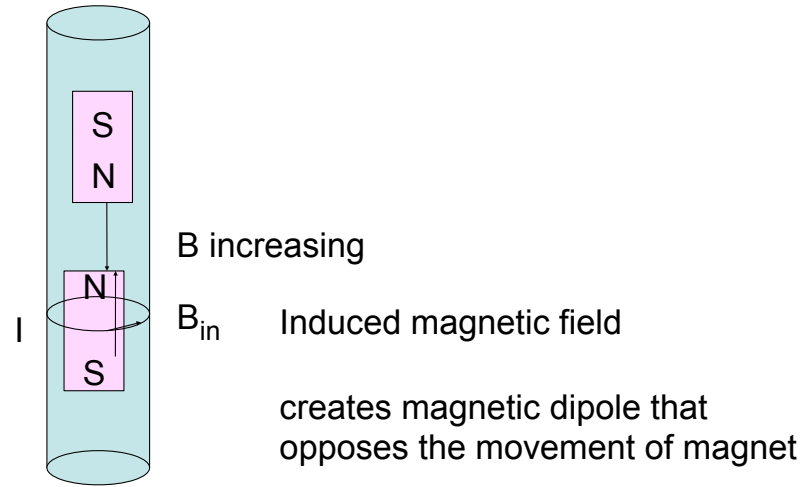 S
N
B increasing
N
I
B_in Induced magnetic field
S
creates magnetic dipole that
opposes the movement of magnet